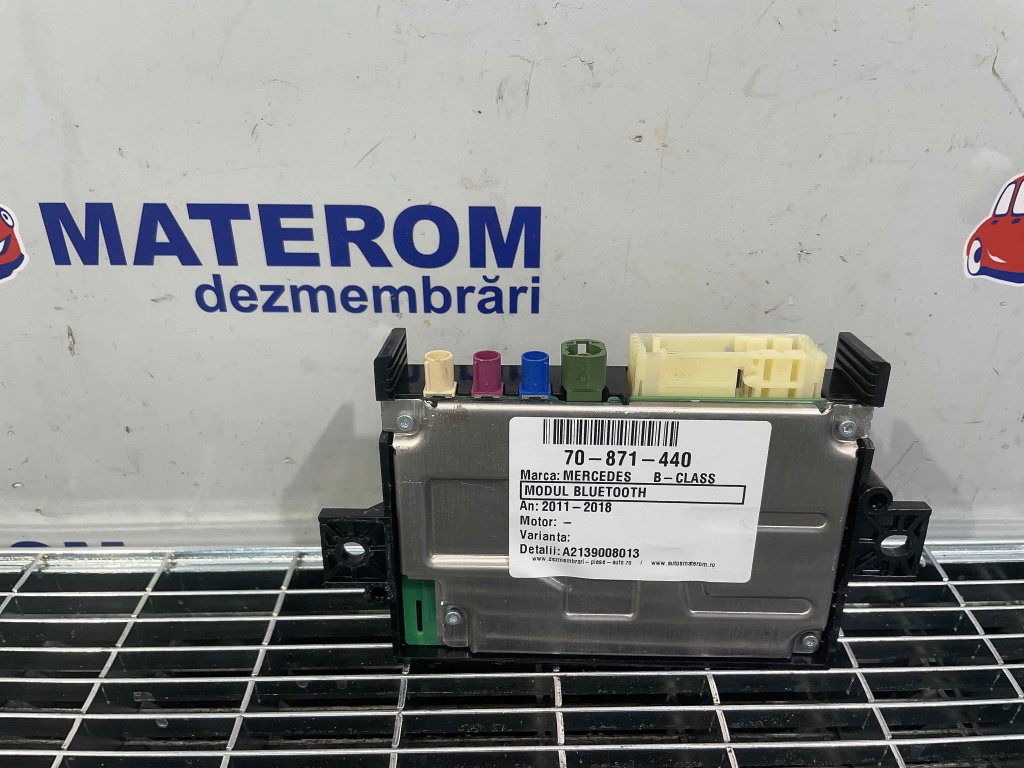 MATEROM
dezmembrări
70-871-440
Marca: MERCEDES B-CLASS
MODUL BLUETOOTH
An: 2011-2018
Motor: -
Varianta:
Detalii: A2139008013
www.dezmembrari-piese-auto.ro / www.autoematerom.ro